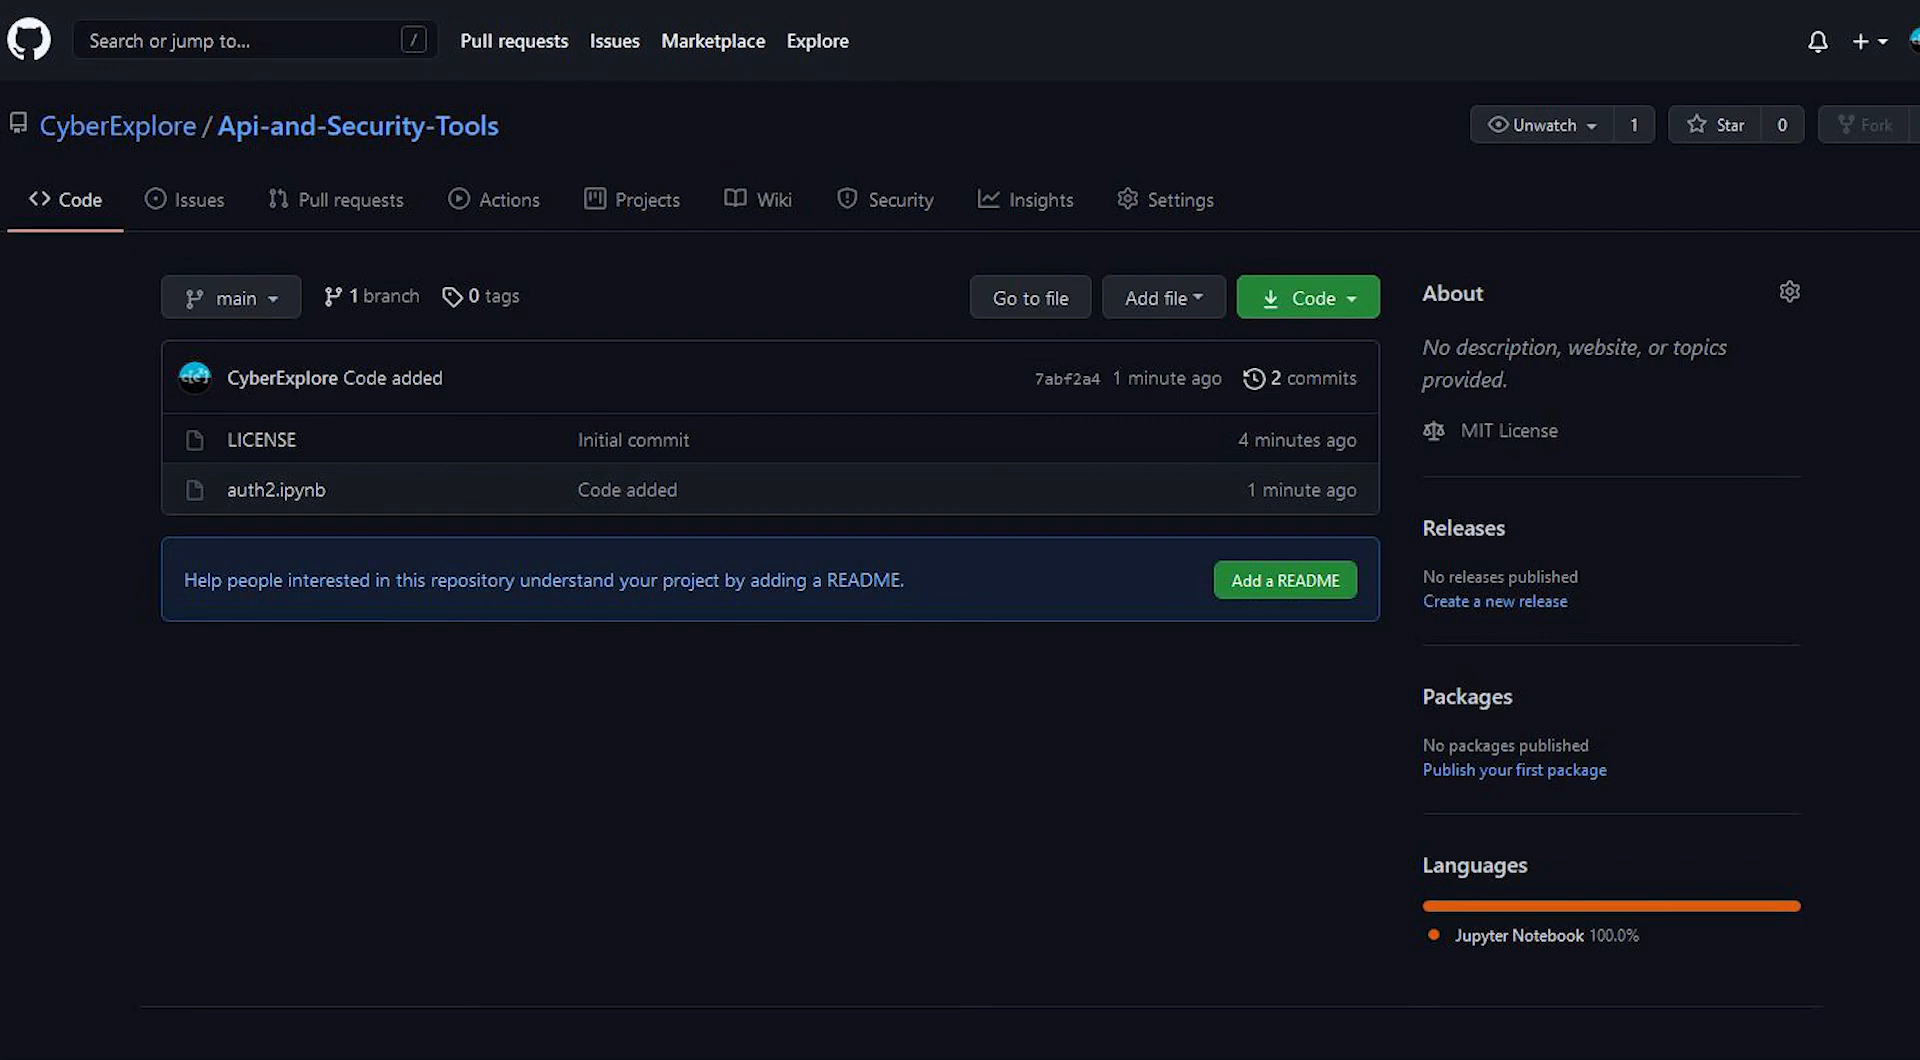 Search or jump to... /
Pull requests Issues Marketplace Explore
CyberExplore / Api-and-Security-Tools
Unwatch 1 Star 0 Fork
Code Issues Pull requests Actions Projects Wiki Security Insights Settings
main 1 branch 0 tags
Go to file Add file Code
CyberExplore Code added 7abf2a4 1 minute ago 2 commits
LICENSE Initial commit 4 minutes ago
auth2.ipynb Code added 1 minute ago
Help people interested in this repository understand your project by adding a README. Add a README
About
No description, website, or topics
provided.
MIT License
Releases
No releases published
Create a new release
Packages
No packages published
Publish your first package
Languages
Jupyter Notebook 100.0%